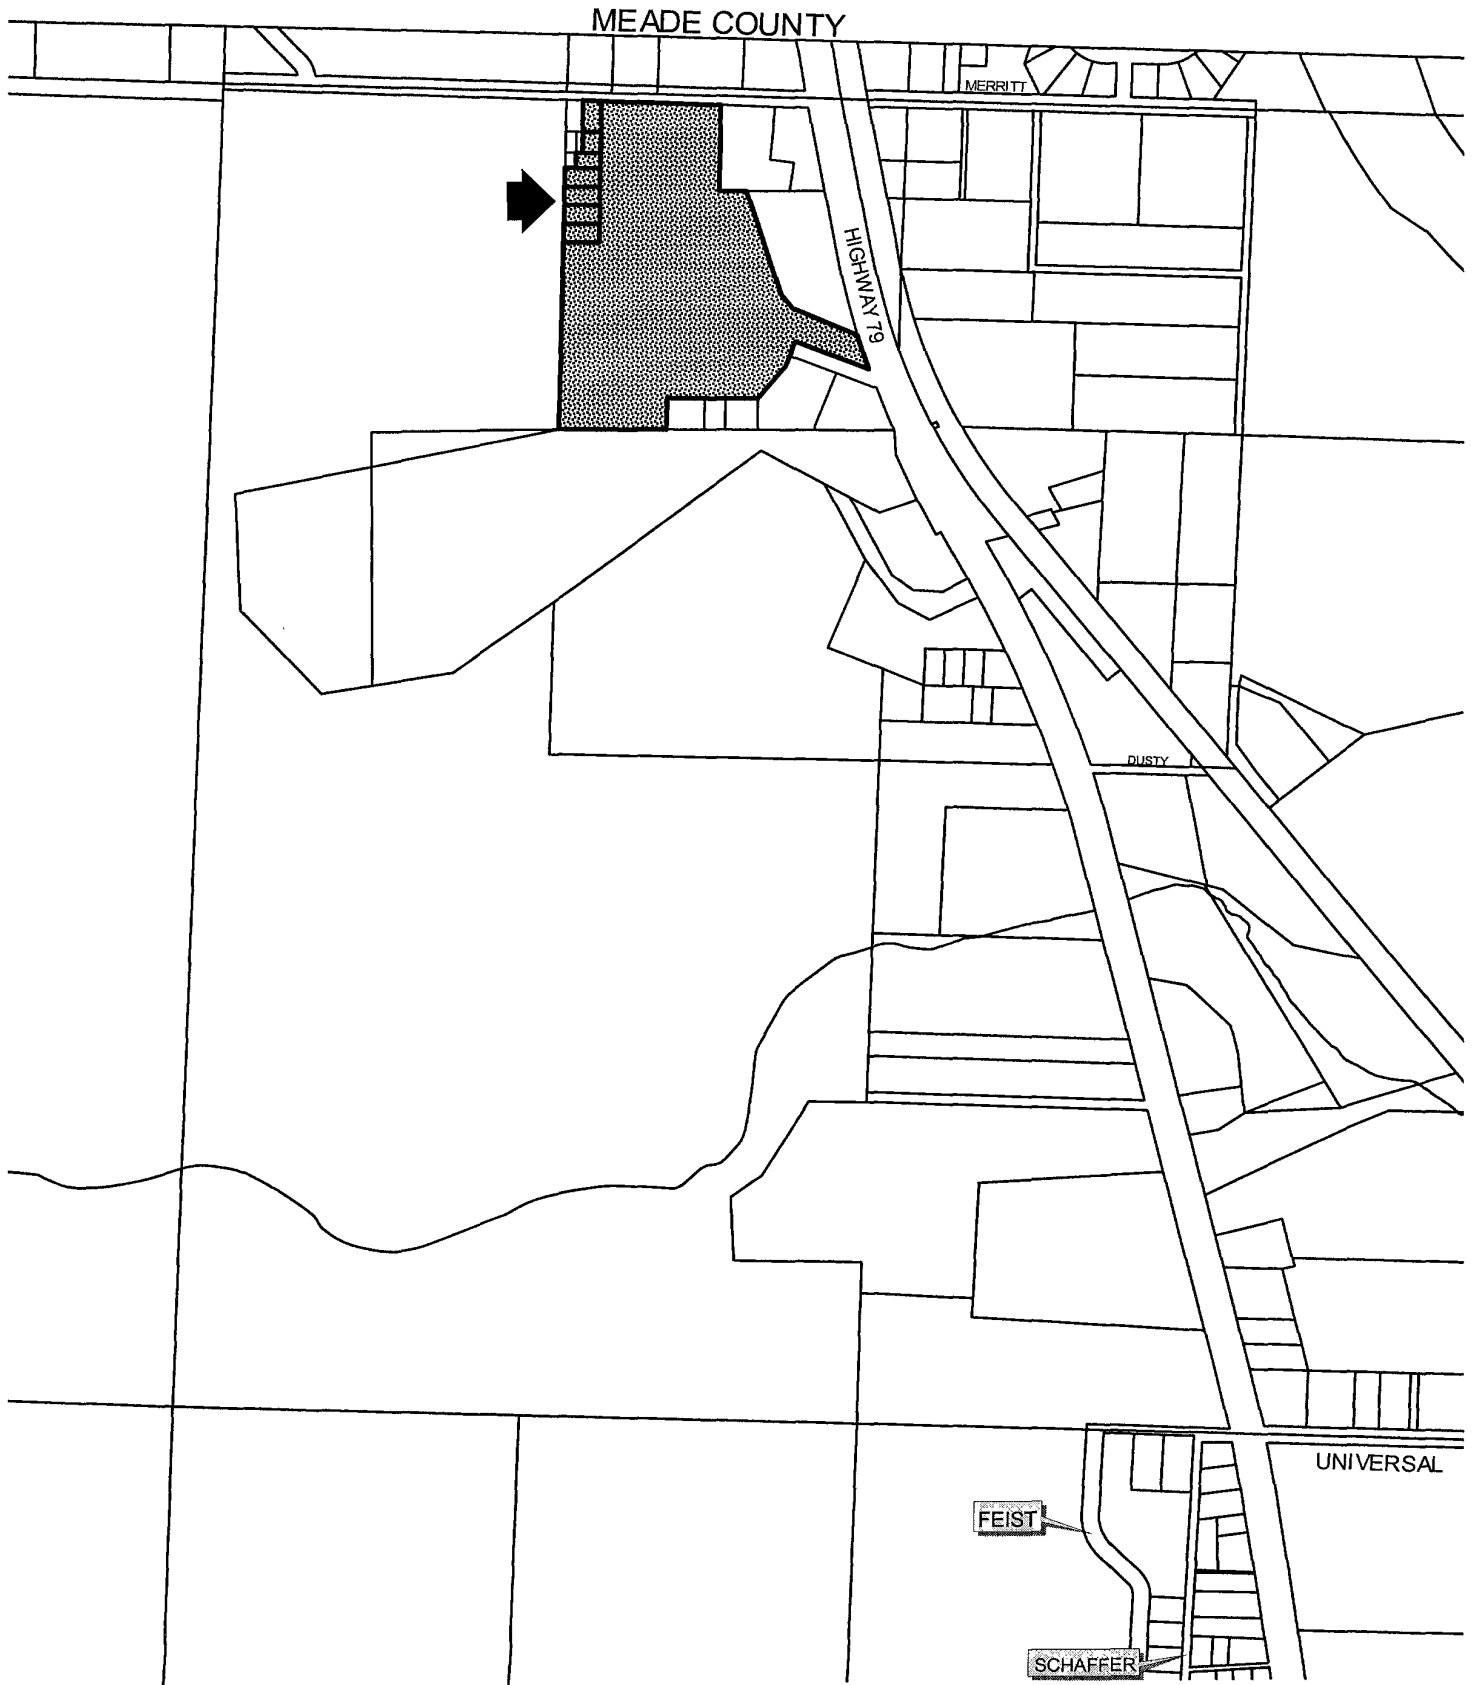 MEADE COUNTY
MERRITT
HIGHWAY 79
DUSTY
UNIVERSAL
FEIST
SCHAFFER